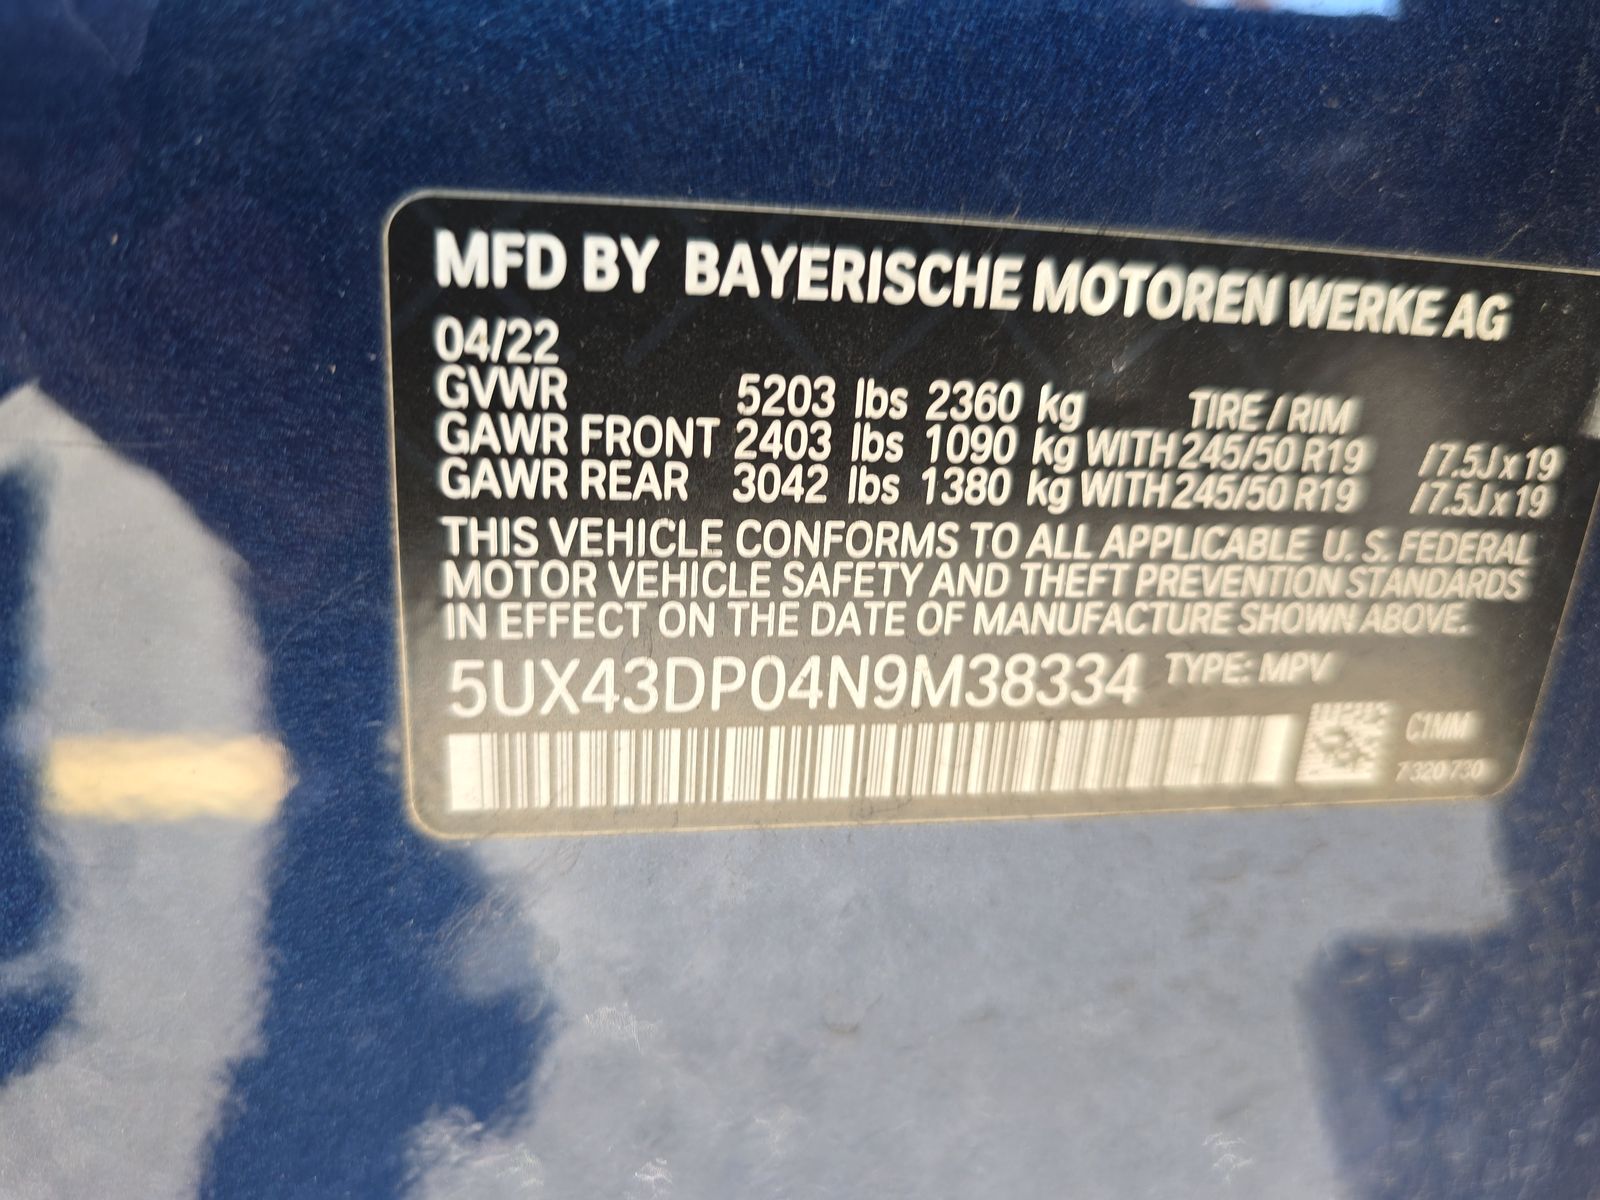 MFD BY BAYERISCHE MOTOREN WERKE AG
04/22
GVWR 5203 lbs 2360 kg TIRE / RIM
GAWR FRONT 2403 lbs 1090 kg WITH 245/50 R19 /7.5J x 19
GAWR REAR 3042 lbs 1380 kg WITH 245/50 R19 /7.5J x 19
THIS VEHICLE CONFORMS TO ALL APPLICABLE U. S. FEDERAL
MOTOR VEHICLE SAFETY AND THEFT PREVENTION STANDARDS
IN EFFECT ON THE DATE OF MANUFACTURE SHOWN ABOVE.
5UX43DP04N9M38334 TYPE: MPV
C1MM
7 320 730